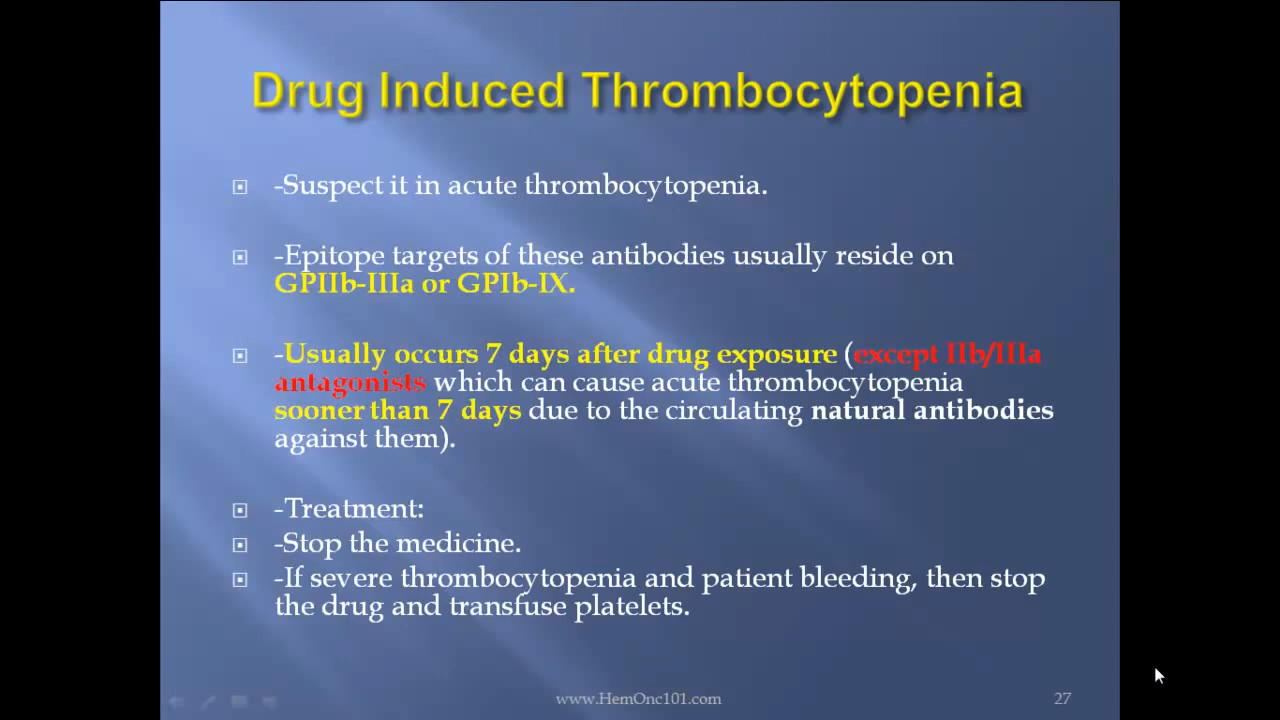 Drug Induced Thrombocytopenia
-Suspect it in acute thrombocytopenia.
-Epitope targets of these antibodies usually reside on
GPIIb-IIIa or GPIb-IX.
-Usually occurs 7 days after drug exposure (except IIb/IIIa
antagonists which can cause acute thrombocytopenia
sooner than 7 days due to the circulating natural antibodies
against them).
-Treatment:
-Stop the medicine.
-If severe thrombocytopenia and patient bleeding, then stop
the drug and transfuse platelets.
www.HemOnc101.com
27